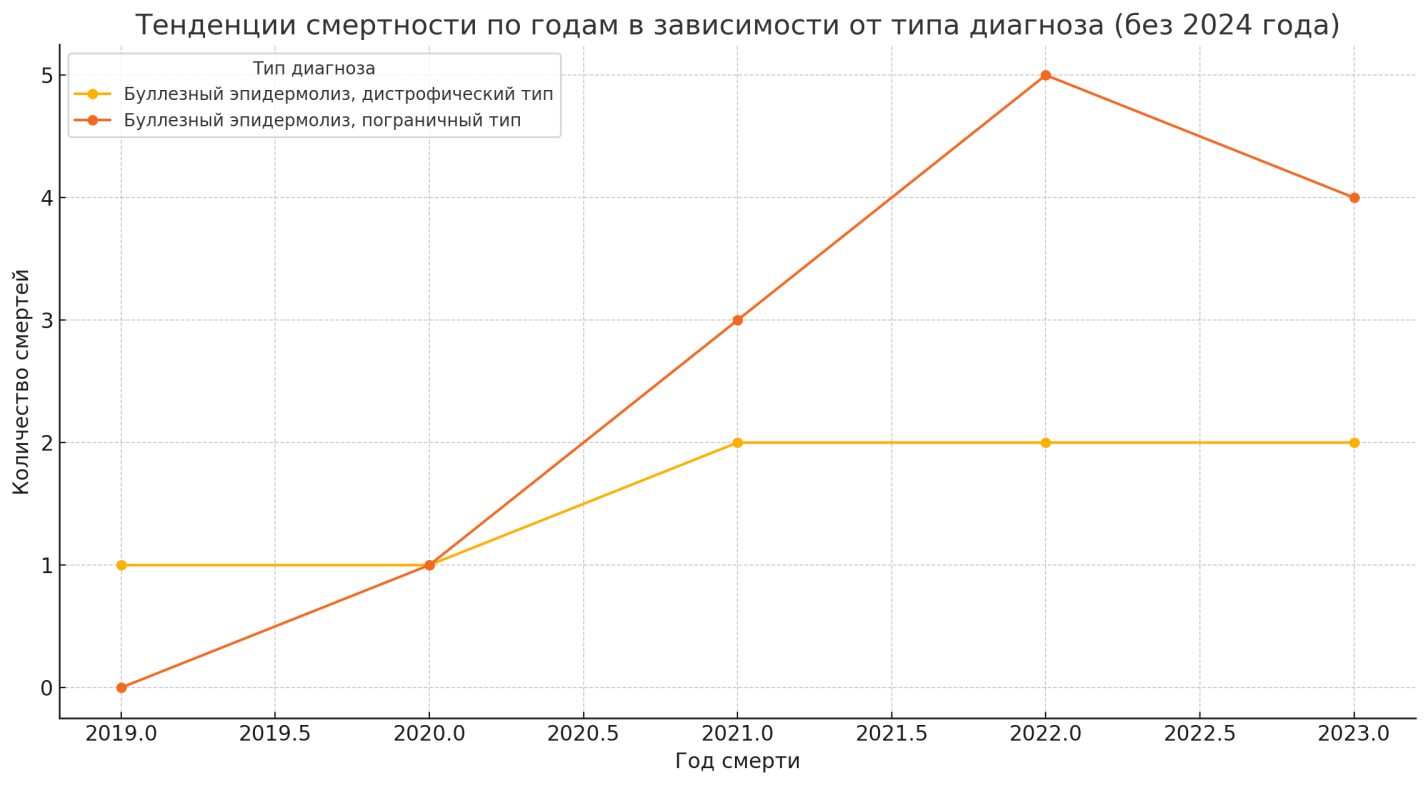 Тенденции смертности по годам в зависимости от типа диагноза (без 2024 года)
Тип диагноза
Буллезный эпидермолиз, дистрофический тип
Буллезный эпидермолиз, пограничный тип
Количество смертей
5
4
3
2
1
0
2019.0 2019.5 2020.0 2020.5 2021.0 2021.5 2022.0 2022.5 2023.0
Год смерти